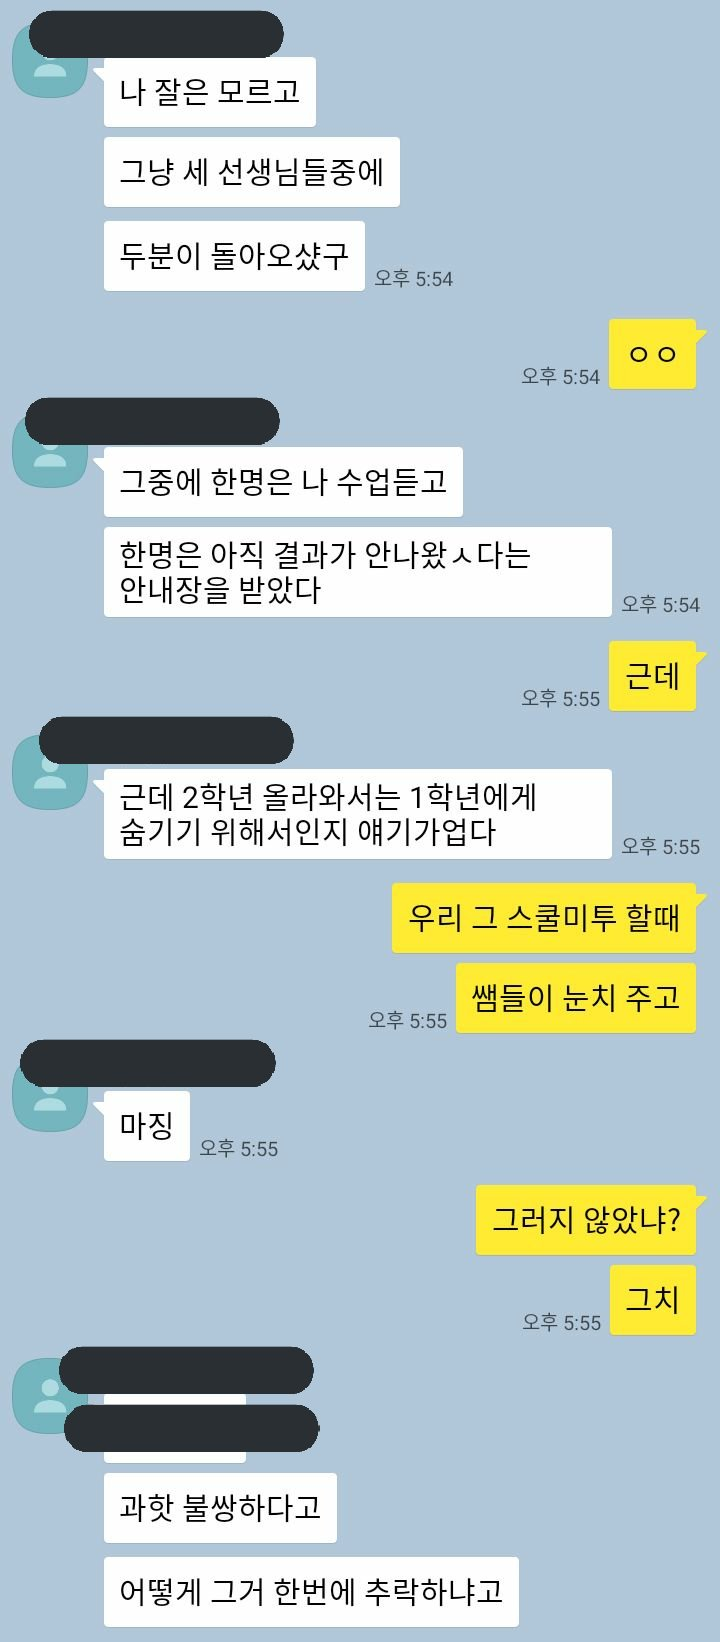 나 잘은 모르고
그냥 세 선생님들중에
두분이 돌아오샸구
오후 5:54
ㅇㅇ
오후 5:54
그중에 한명은 나 수업듣고
한명은 아직 결과가 안나왔ㅅ다는
안내장을 받았다
오후 5:54
근데
오후 5:55
근데 2학년 올라와서는 1학년에게
숨기기 위해서인지 얘기가업다
오후 5:55
우리 그 스쿨미투 할때
쌤들이 눈치 주고
오후 5:55
마징
오후 5:55
그러지 않았냐?
그치
오후 5:55
과핫 불쌍하다고
어떻게 그거 한번에 추락하냐고